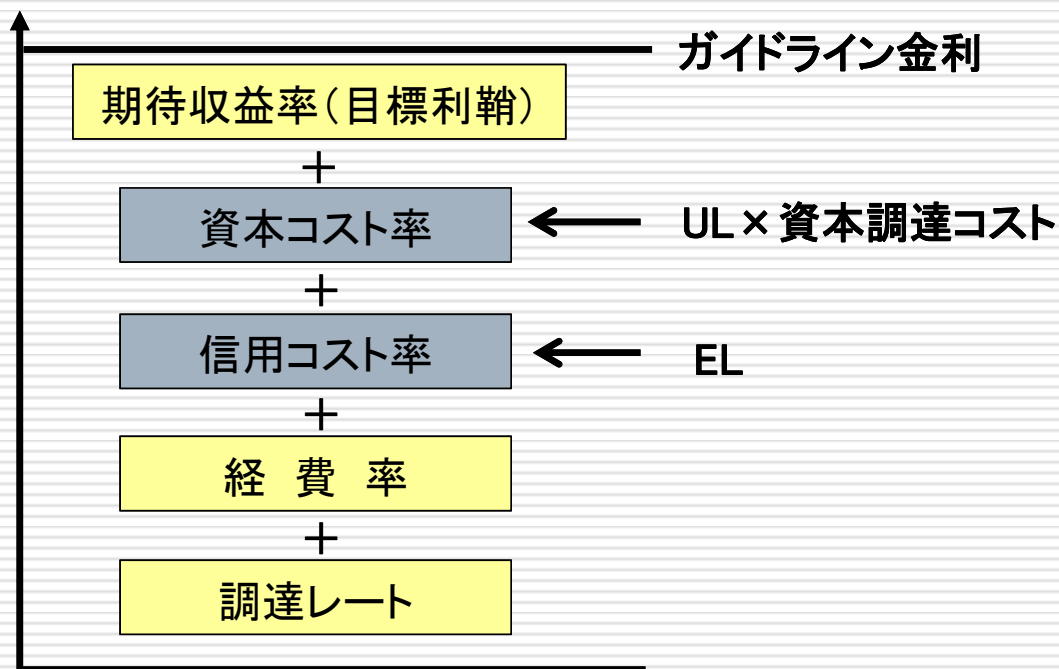 ガイドライン金利
期待収益率(目標利鞘)
＋
資本コスト率
UL×資本調達コスト
＋
信用コスト率
EL
＋
経 費 率
＋
調達レート